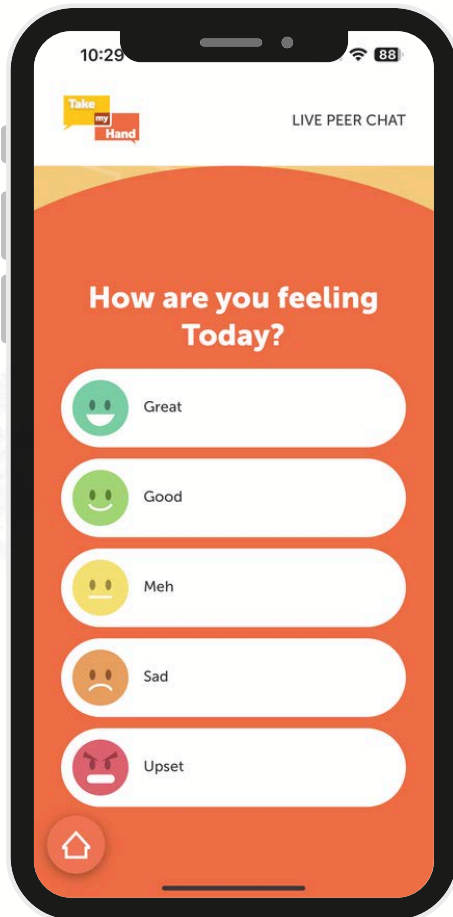 10:29
88
Take
my
Hand
LIVE PEER CHAT
How are you feeling
Today?
Great
Good
Meh
Sad
Upset